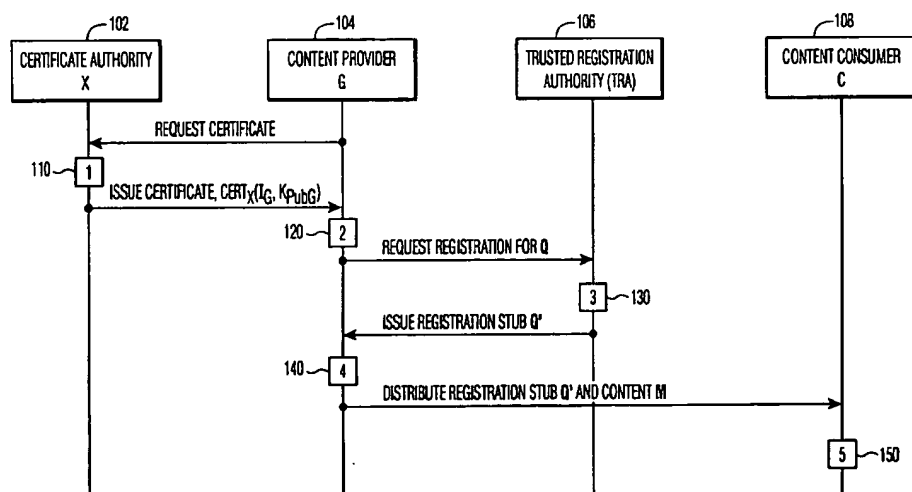 102
104
106
108
CERTIFICATE AUTHORITY
X
CONTENT PROVIDER
G
TRUSTED REGISTRATION
AUTHORITY (TRA)
CONTENT CONSUMER
C
REQUEST CERTIFICATE
110
1
ISSUE CERTIFICATE, CERTX(IG, KPubG)
120
2
REQUEST REGISTRATION FOR Q
3
130
ISSUE REGISTRATION STUB Q'
140
4
DISTRIBUTE REGISTRATION STUB Q' AND CONTENT M
5
150